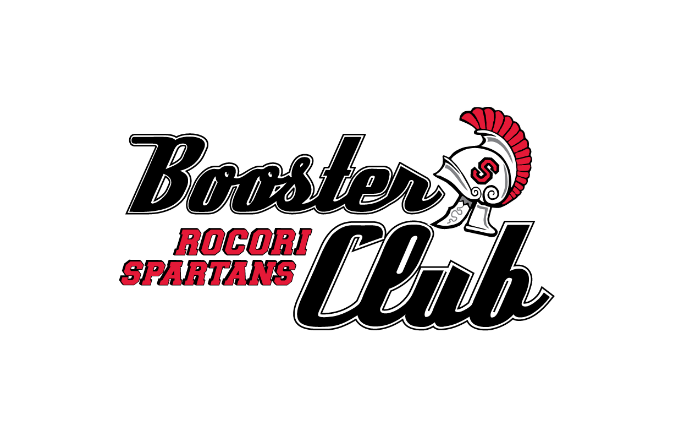 Booster
S
ROCORI
SPARTANS
Club